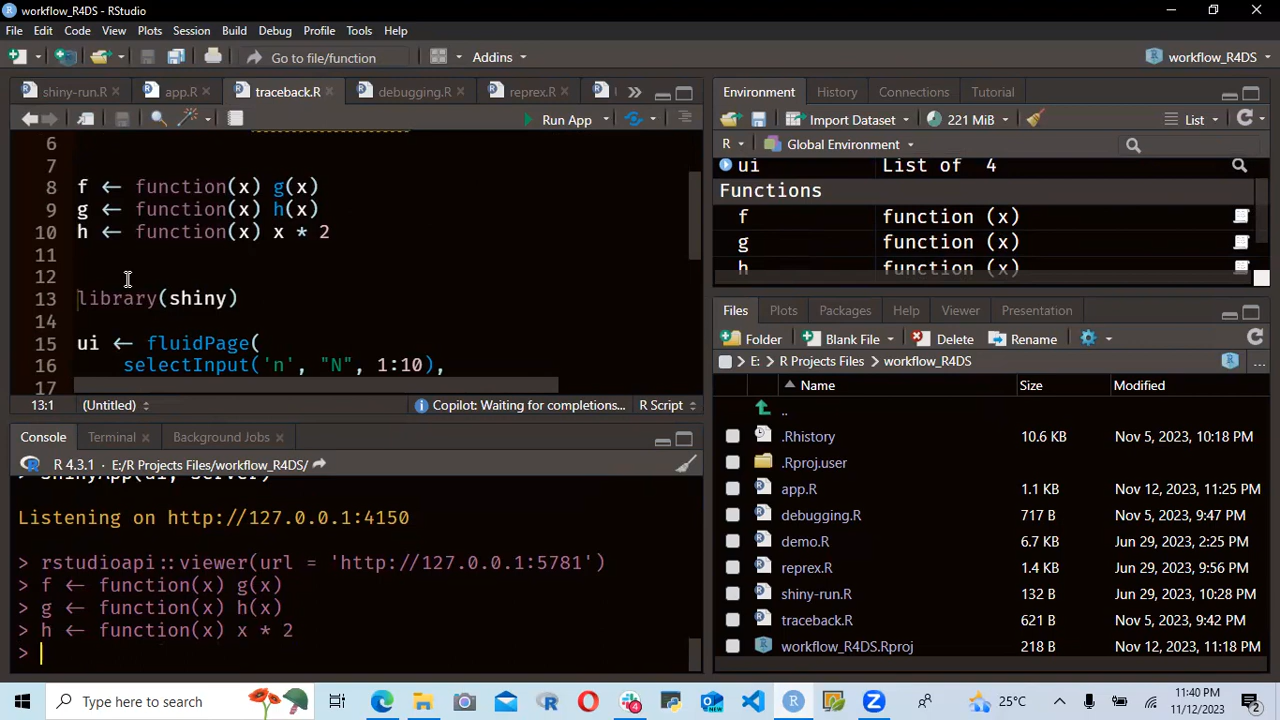 workflow_R4DS - RStudio
File Edit Code View Plots Session Build Debug Profile Tools Help
Go to file/function Addins workflow_R4DS
shiny-run.R app.R traceback.R debugging.R reprex.R
Run App
6
7
8 f <- function(x) g(x)
9 g <- function(x) h(x)
10 h <- function(x) x * 2
11
12
13 library(shiny)
14
15 ui <- fluidPage(
16 selectInput('n', "N", 1:10),
17
13:1 (Untitled) Copilot: Waiting for completions... R Script
Console Terminal Background Jobs
R 4.3.1 · E:/R Projects Files/workflow_R4DS/
> shinyApp(ui, server)
Listening on http://127.0.0.1:4150
> rstudioapi::viewer(url = 'http://127.0.0.1:5781')
> f <- function(x) g(x)
> g <- function(x) h(x)
> h <- function(x) x * 2
>
Environment History Connections Tutorial
Import Dataset 221 MiB List
R Global Environment
ui List of 4
Functions
f function (x)
g function (x)
h function (x)
Files Plots Packages Help Viewer Presentation
Folder Blank File Delete Rename
E: R Projects Files workflow_R4DS ...
Name Size Modified
..
.Rhistory 10.6 KB Nov 5, 2023, 10:18 PM
.Rproj.user
app.R 1.1 KB Nov 12, 2023, 11:25 PM
debugging.R 717 B Nov 5, 2023, 9:47 PM
demo.R 6.7 KB Jun 29, 2023, 2:25 PM
reprex.R 1.4 KB Jun 29, 2023, 9:56 PM
shiny-run.R 132 B Jun 29, 2023, 10:28 PM
traceback.R 621 B Nov 5, 2023, 9:42 PM
workflow_R4DS.Rproj 218 B Nov 12, 2023, 11:18 PM
Type here to search 4 25°C 11:40 PM
11/12/2023 2